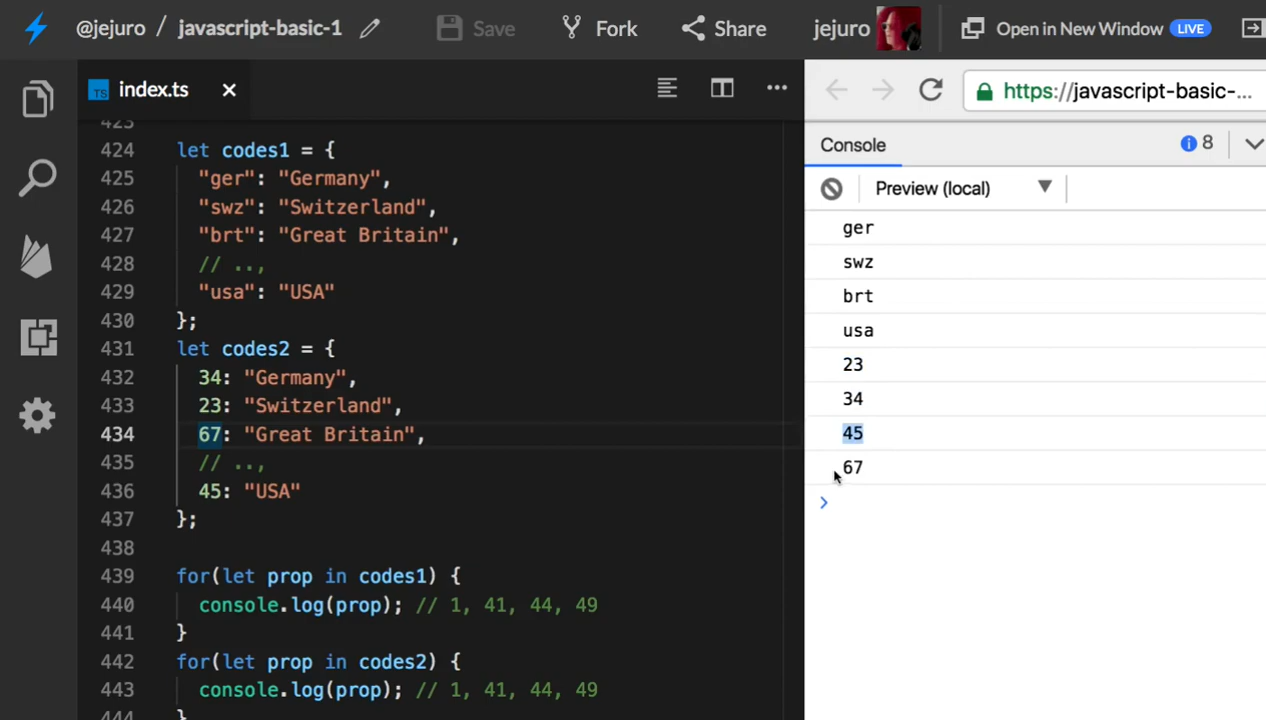 @jejuro / javascript-basic-1 Save Fork Share jejuro Open in New Window LIVE
TS index.ts × ···
https://javascript-basic-...
Console 8
Preview (local)
423
424 let codes1 = {
425 "ger": "Germany",
426 "swz": "Switzerland",
427 "brt": "Great Britain",
428 // ..,
429 "usa": "USA"
430 };
431 let codes2 = {
432 34: "Germany",
433 23: "Switzerland",
434 67: "Great Britain",
435 // ..,
436 45: "USA"
437 };
438
439 for(let prop in codes1) {
440 console.log(prop); // 1, 41, 44, 49
441 }
442 for(let prop in codes2) {
443 console.log(prop); // 1, 41, 44, 49
444 }
ger
swz
brt
usa
23
34
45
67
>